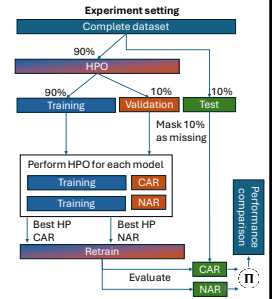 Experiment setting
Complete dataset
90%
HPO
10%
90%
10%
Training
Validation
Test
Mask 10%
as missing
Perform HPO for each model
Training
CAR
Training
NAR
Best HP
CAR
Best HP
NAR
Retrain
Evaluate
CAR
NAR
Π
Performance
comparison